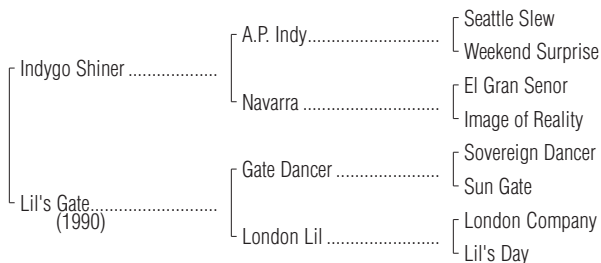 Seattle Slew
A.P. Indy..................
Weekend Surprise
Indygo Shiner ..................
El Gran Senor
Navarra ...........................
Image of Reality
Sovereign Dancer
Gate Dancer .....................
Sun Gate
Lil's Gate.........................
(1990)
London Company
London Lil .......................
Lil's Day